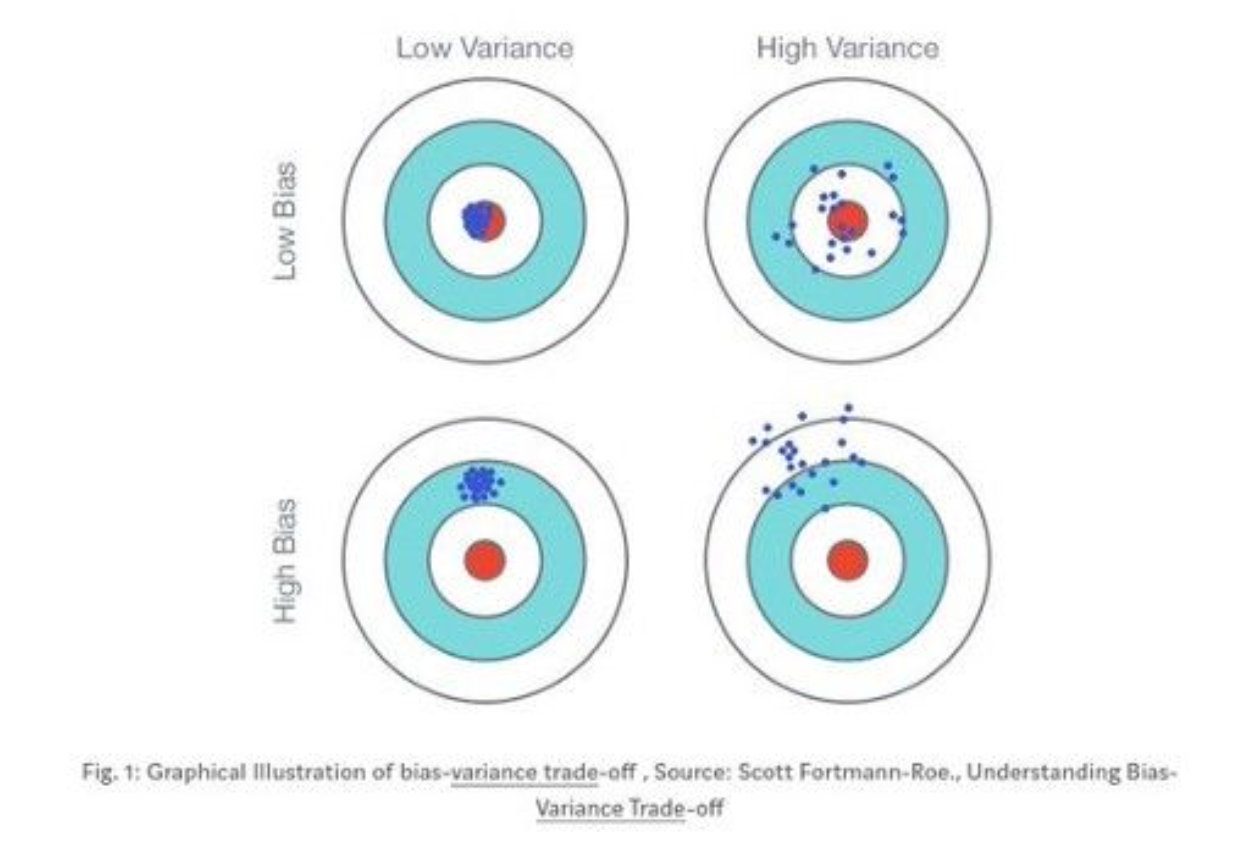 Low Variance
High Variance
Low Bias
High Bias
Fig. 1: Graphical Illustration of bias-variance trade-off , Source: Scott Fortmann-Roe., Understanding Bias-
Variance Trade-off